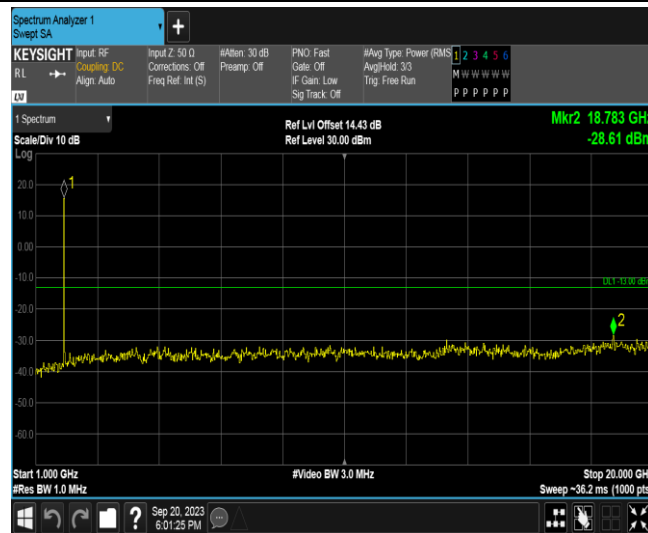 Spectrum Analyzer 1
Swept SA
+
KEYSIGHT
RL
LXI
Input: RF
Coupling: DC
Align: Auto
Input Z: 50 Ω
Corrections: Off
Freq Ref: Int (S)
#Atten: 30 dB
Preamp: Off
PNO: Fast
Gate: Off
IF Gain: Low
Sig Track: Off
#Avg Type: Power (RMS
Avg|Hold: 3/3
Trig: Free Run
1 2 3 4 5 6
M W W W W W
P P P P P P
1 Spectrum
Scale/Div 10 dB
Ref Lvl Offset 14.43 dB
Ref Level 30.00 dBm
Mkr2 18.783 GHz
-28.61 dBm
Log
20.0
10.0
0.00
-10.0
-20.0
-30.0
-40.0
-50.0
-60.0
1
DL1 -13.00 dBm
2
Start 1.000 GHz
#Res BW 1.0 MHz
#Video BW 3.0 MHz
Stop 20.000 GH
Sweep ~36.2 ms (1000 pts
?
Sep 20, 2023
6:01:25 PM